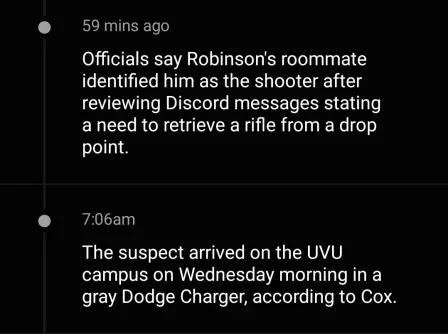 59 mins ago
Officials say Robinson's roommate
identified him as the shooter after
reviewing Discord messages stating
a need to retrieve a rifle from a drop
point.
7:06am
The suspect arrived on the UVU
campus on Wednesday morning in a
gray Dodge Charger, according to Cox.